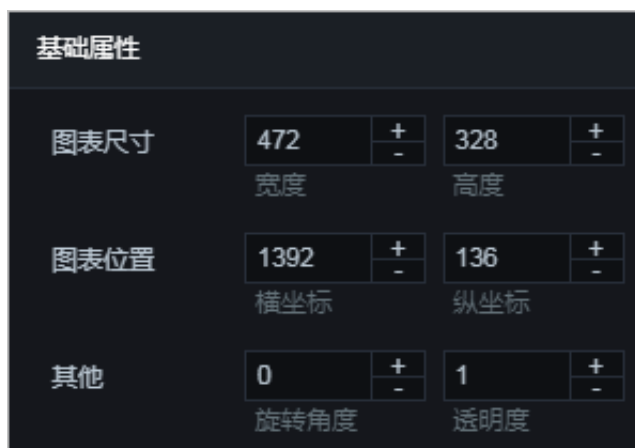 基础属性
图表尺寸 472 + - 328 + -
宽度 高度
图表位置 1392 + - 136 + -
横坐标 纵坐标
其他 0 + - 1 + -
旋转角度 透明度